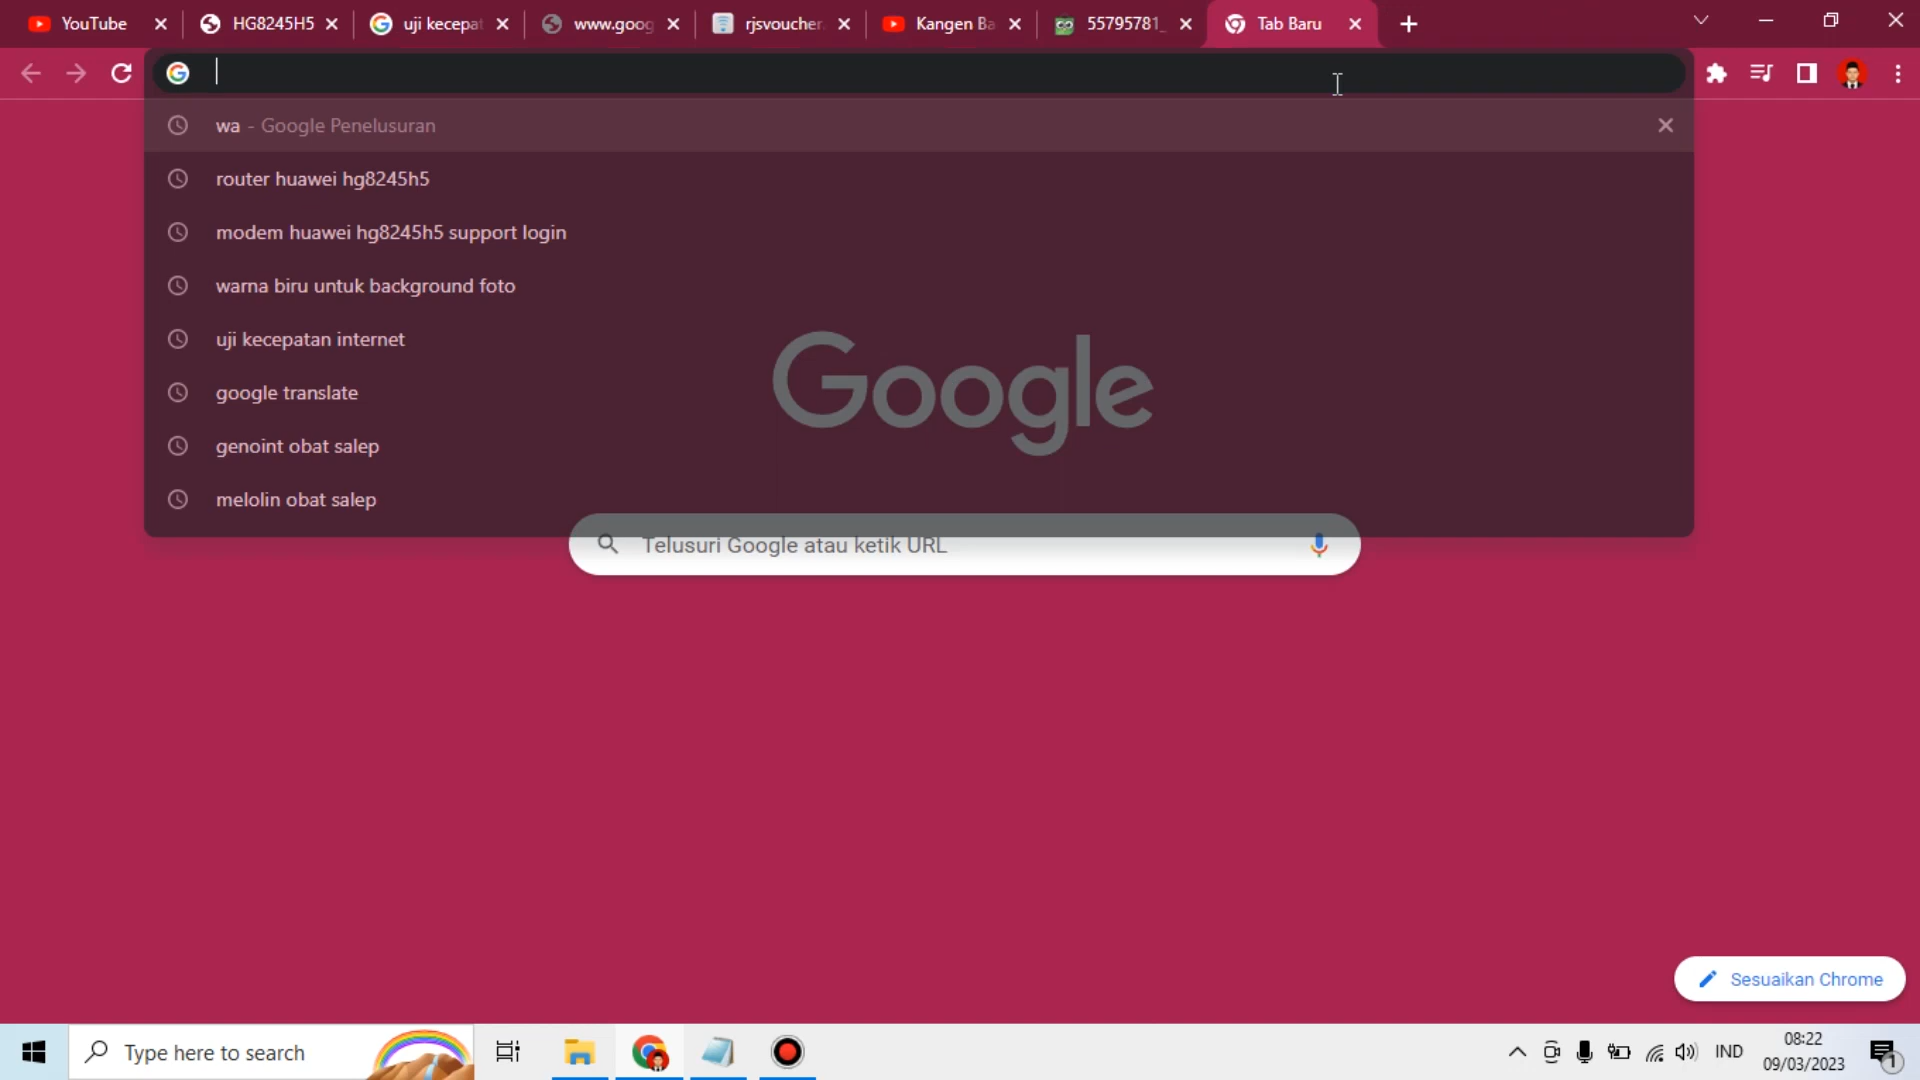 YouTube
HG8245H5
uji kecepat
www.goog
rjsvoucher.
Kangen Ba
55795781_
Tab Baru
wa - Google Penelusuran
router huawei hg8245h5
modem huawei hg8245h5 support login
warna biru untuk background foto
uji kecepatan internet
google translate
genoint obat salep
melolin obat salep
Google
Telusuri Google atau ketik URL
Sesuaikan Chrome
Type here to search
IND
08:22
09/03/2023
1